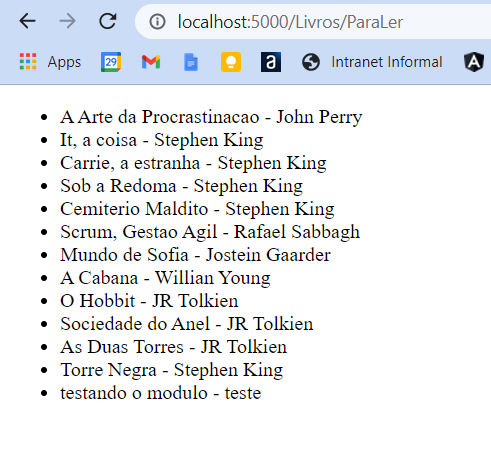 localhost:5000/Livros/ParaLer
Apps
Intranet Informal
A Arte da Procrastinacao - John Perry
It, a coisa - Stephen King
Carrie, a estranha - Stephen King
Sob a Redoma - Stephen King
Cemiterio Maldito - Stephen King
Scrum, Gestao Agil - Rafael Sabbagh
Mundo de Sofia - Jostein Gaarder
A Cabana - Willian Young
O Hobbit - JR Tolkien
Sociedade do Anel - JR Tolkien
As Duas Torres - JR Tolkien
Torre Negra - Stephen King
testando o modulo - teste